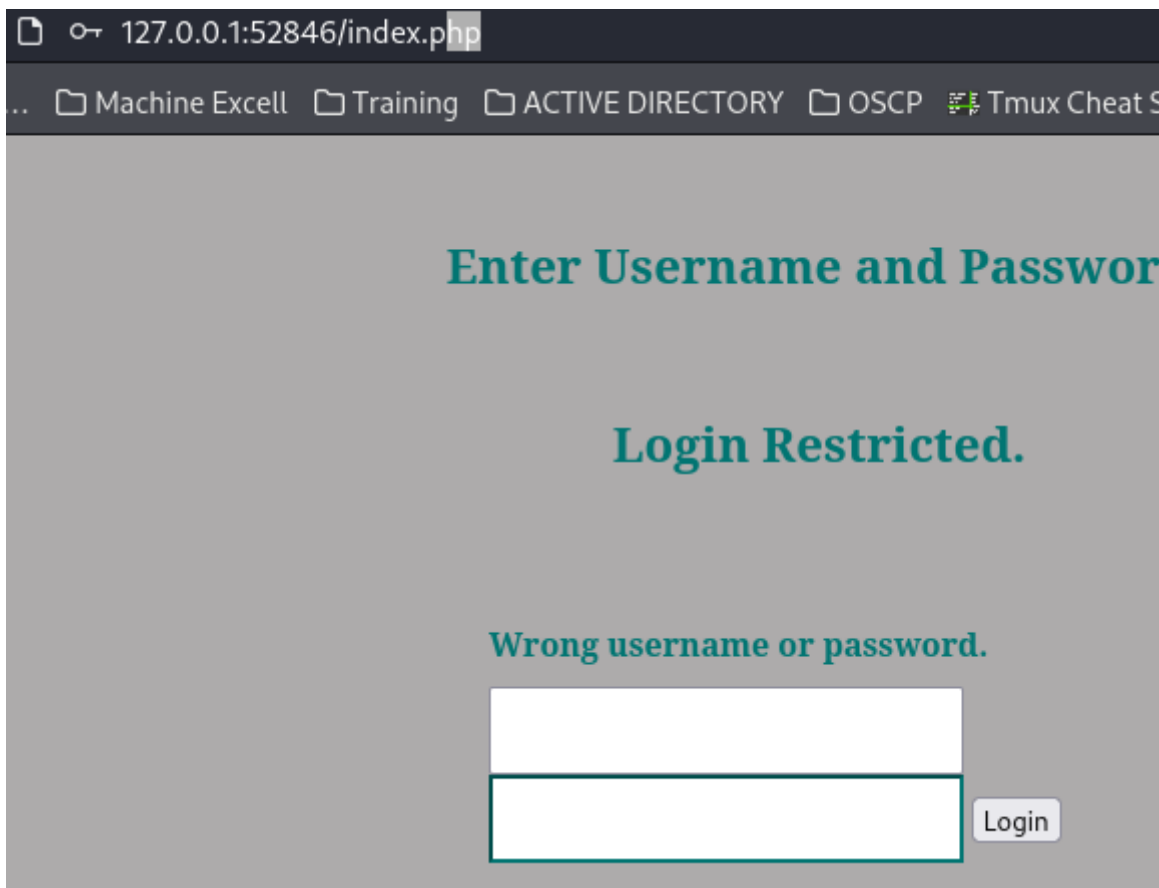 127.0.0.1:52846/index.php
... Machine Excell Training ACTIVE DIRECTORY OSCP Tmux Cheat S
Enter Username and Passwor
Login Restricted.
Wrong username or password.
Login